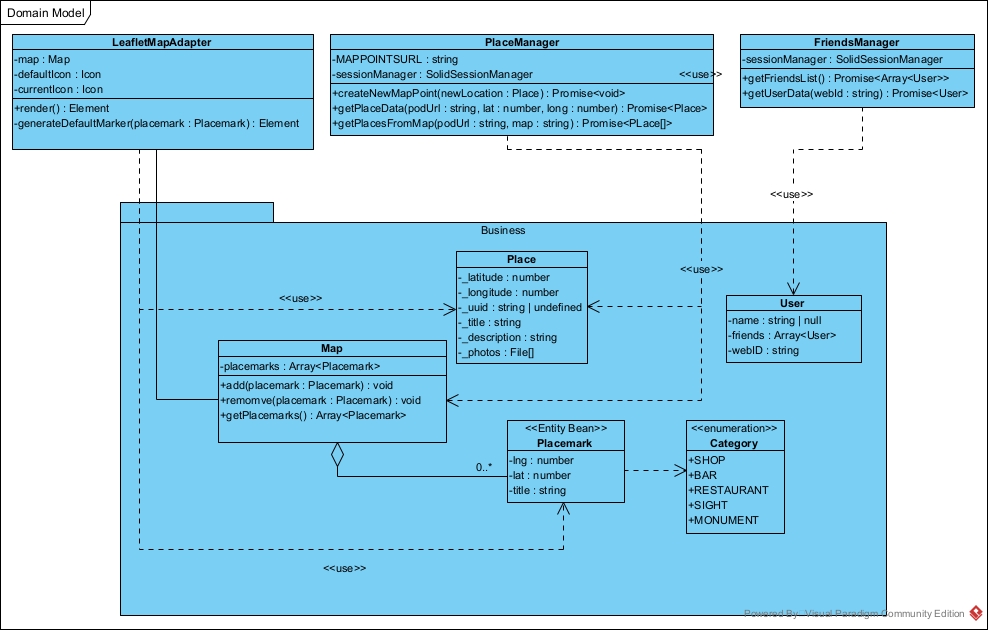 Domain Model
LeafletMapAdapter
-map : Map
-defaultIcon : Icon
-currentIcon : Icon
+render() : Element
-generateDefaultMarker(placemark : Placemark) : Element
PlaceManager
-MAPPOINTSURL : string
-sessionManager : SolidSessionManager
+createNewMapPoint(newLocation : Place) : Promise<void>
+getPlaceData(podUrl : string, lat : number, long : number) : Promise<Place>
+getPlacesFromMap(podUrl : string, map : string) : Promise<PLace[]>
<<use>>
FriendsManager
-sessionManager : SolidSessionManager
+getFriendsList() : Promise<Array<User>>
+getUserData(webId : string) : Promise<User>
<<use>>
Business
<<use>>
<<use>>
Place
-_latitude : number
-_longitude : number
-_uuid : string | undefined
-_title : string
-_description : string
-_photos : File[]
User
-name : string | null
-friends : Array<User>
-webID : string
Map
-placemarks : Array<Placemark>
+add(placemark : Placemark) : void
+remomve(placemark : Placemark) : void
+getPlacemarks() : Array<Placemark>
0..*
<<Entity Bean>>
Placemark
-lng : number
-lat : number
-title : string
<<enumeration>>
Category
+SHOP
+BAR
+RESTAURANT
+SIGHT
+MONUMENT
<<use>>
Powered By: Visual Paradigm Community Edition